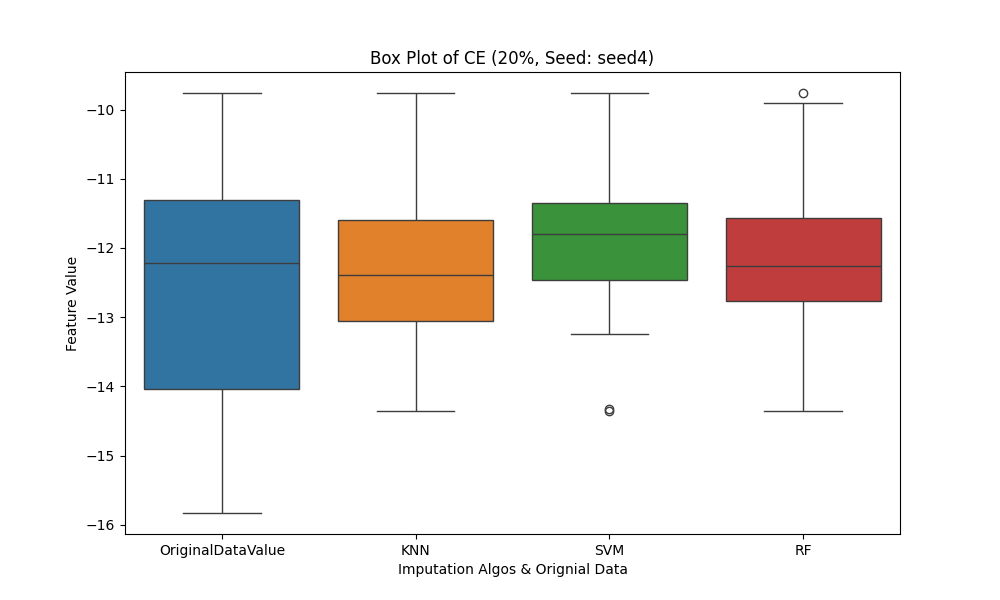 Box Plot of CE (20%, Seed: seed4)
Feature Value
−10
−11
−12
−13
−14
−15
−16
OriginalDataValue
KNN
SVM
RF
Imputation Algos & Orignial Data